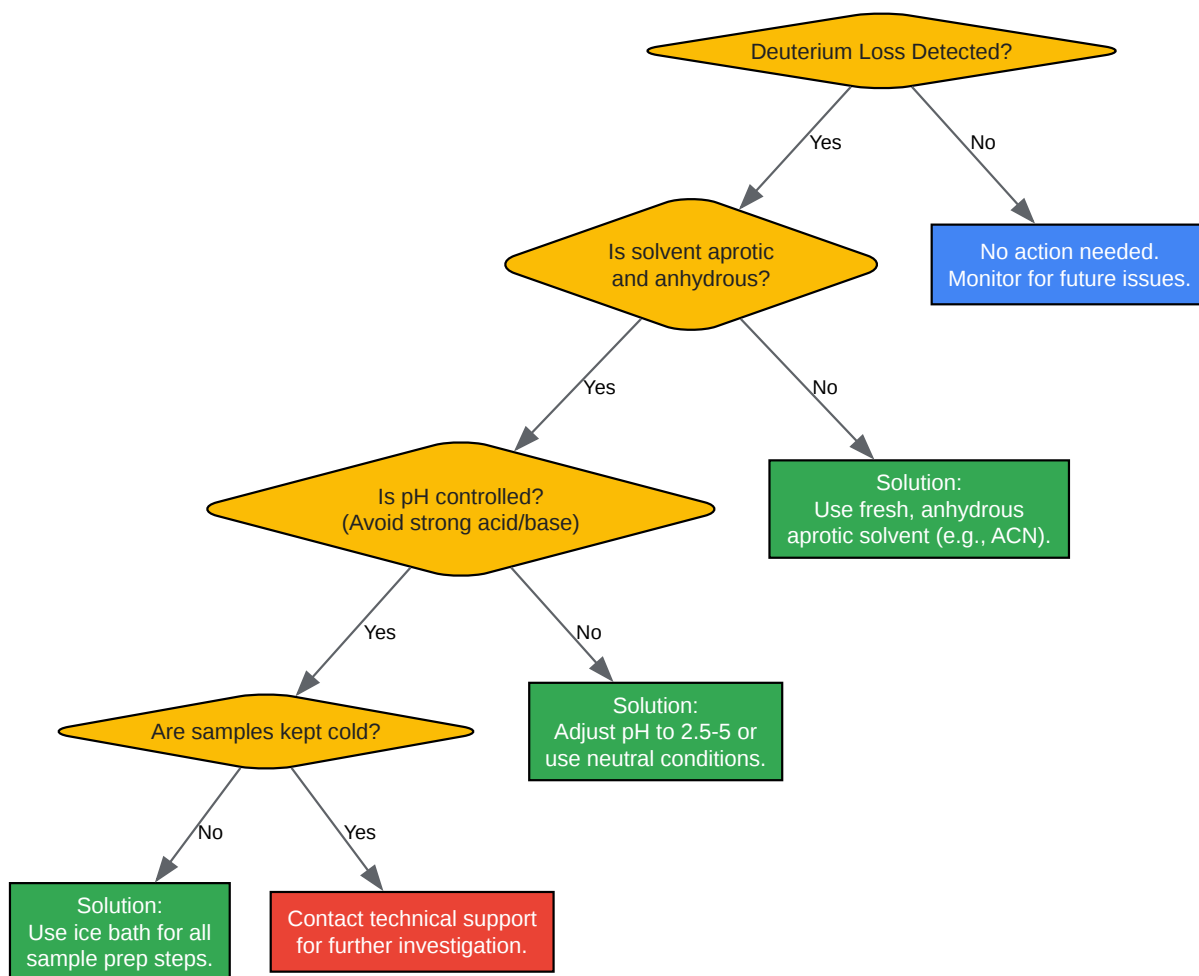 Deuterium Loss Detected?
Yes
No
Is solvent aprotic
and anhydrous?
No action needed.
Monitor for future issues.
Yes
No
Is pH controlled?
(Avoid strong acid/base)
Solution:
Use fresh, anhydrous
aprotic solvent (e.g., ACN).
Yes
No
Are samples kept cold?
Solution:
Adjust pH to 2.5-5 or
use neutral conditions.
No
Yes
Solution:
Use ice bath for all
sample prep steps.
Contact technical support
for further investigation.